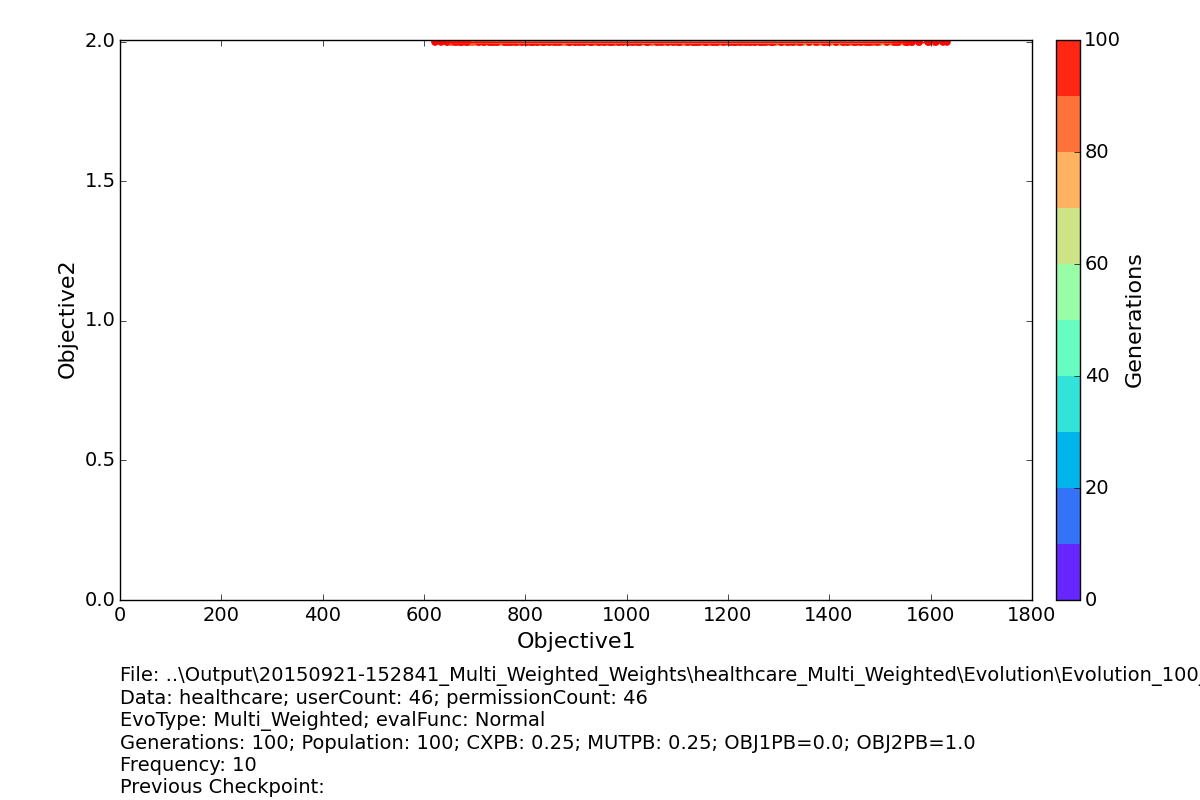 2.0
1.5
1.0
0.5
0.0
0 200 400 600 800 1000 1200 1400 1600 1800
Objective1
Objective2
100
80
60
40
20
0
Generations
File: ..\Output\20150921-152841_Multi_Weighted_Weights\healthcare_Multi_Weighted\Evolution\Evolution_100_
Data: healthcare; userCount: 46; permissionCount: 46
EvoType: Multi_Weighted; evalFunc: Normal
Generations: 100; Population: 100; CXPB: 0.25; MUTPB: 0.25; OBJ1PB=0.0; OBJ2PB=1.0
Frequency: 10
Previous Checkpoint: